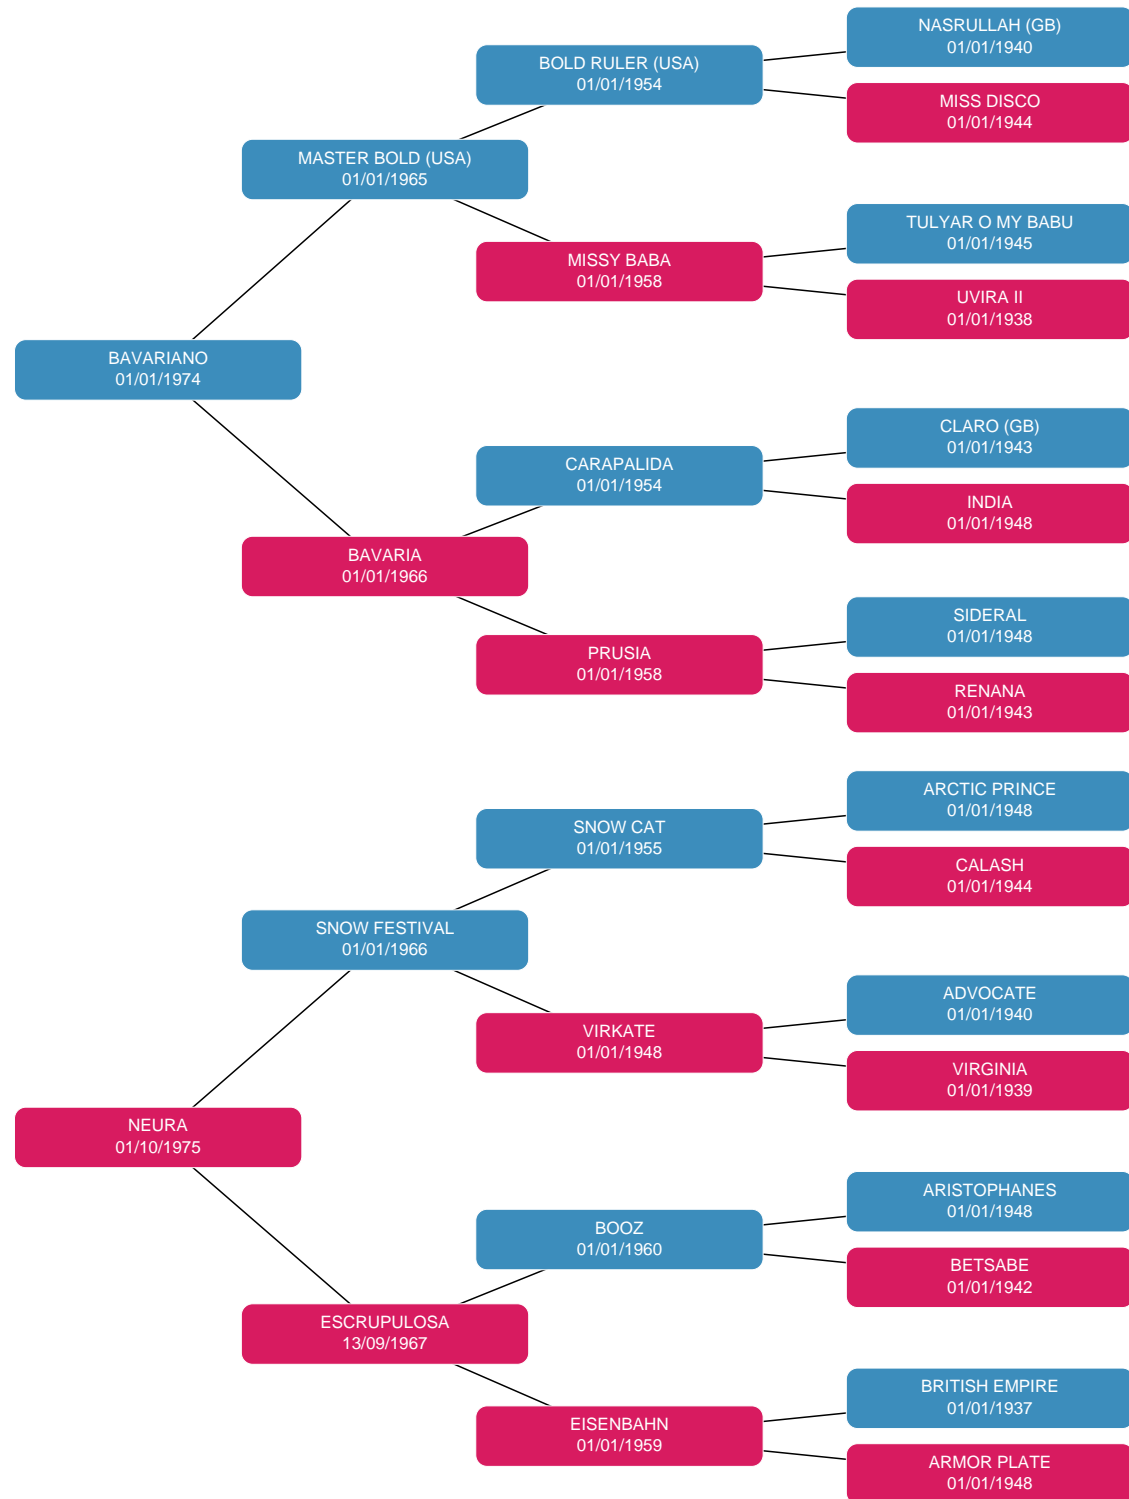 NASRULLAH (GB)
01/01/1940
BOLD RULER (USA)
01/01/1954
MISS DISCO
01/01/1944
MASTER BOLD (USA)
01/01/1965
TULYAR O MY BABU
01/01/1945
MISSY BABA
01/01/1958
UVIRA II
01/01/1938
BAVARIANO
01/01/1974
CLARO (GB)
01/01/1943
CARAPALIDA
01/01/1954
INDIA
01/01/1948
BAVARIA
01/01/1966
SIDERAL
01/01/1948
PRUSIA
01/01/1958
RENANA
01/01/1943
ARCTIC PRINCE
01/01/1948
SNOW CAT
01/01/1955
CALASH
01/01/1944
SNOW FESTIVAL
01/01/1966
ADVOCATE
01/01/1940
VIRKATE
01/01/1948
VIRGINIA
01/01/1939
NEURA
01/10/1975
ARISTOPHANES
01/01/1948
BOOZ
01/01/1960
BETSABE
01/01/1942
ESCRUPULOSA
13/09/1967
BRITISH EMPIRE
01/01/1937
EISENBAHN
01/01/1959
ARMOR PLATE
01/01/1948